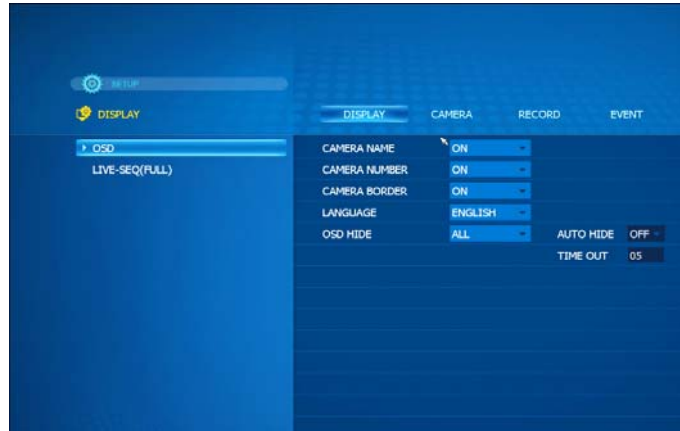 SETUP
DISPLAY
DISPLAY CAMERA RECORD EVENT
OSD
LIVE-SEQ(FULL)
CAMERA NAME ON
CAMERA NUMBER ON
CAMERA BORDER ON
LANGUAGE ENGLISH
OSD HIDE ALL AUTO HIDE OFF
TIME OUT 05